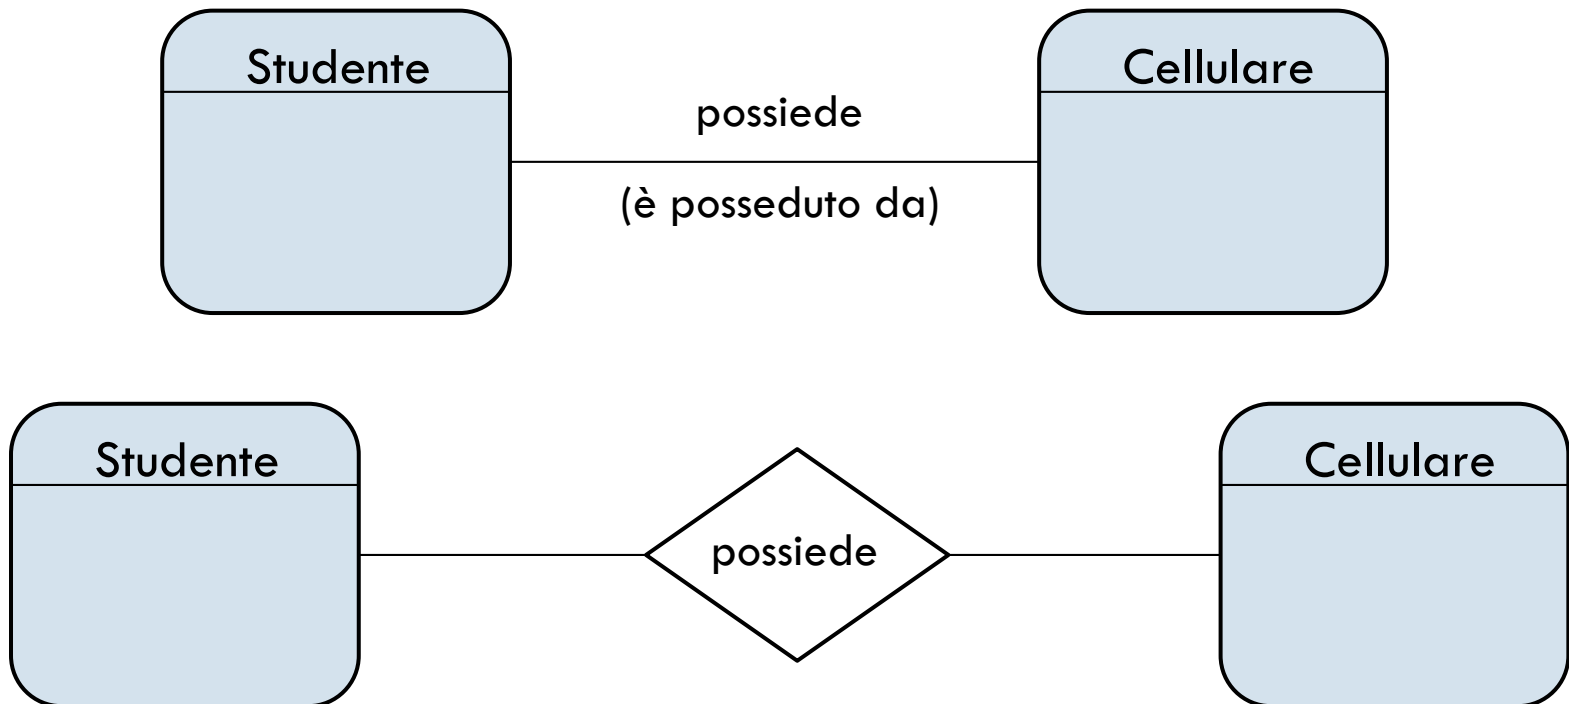 Studente
Cellulare
possiede
(è posseduto da)
Studente
Cellulare
possiede